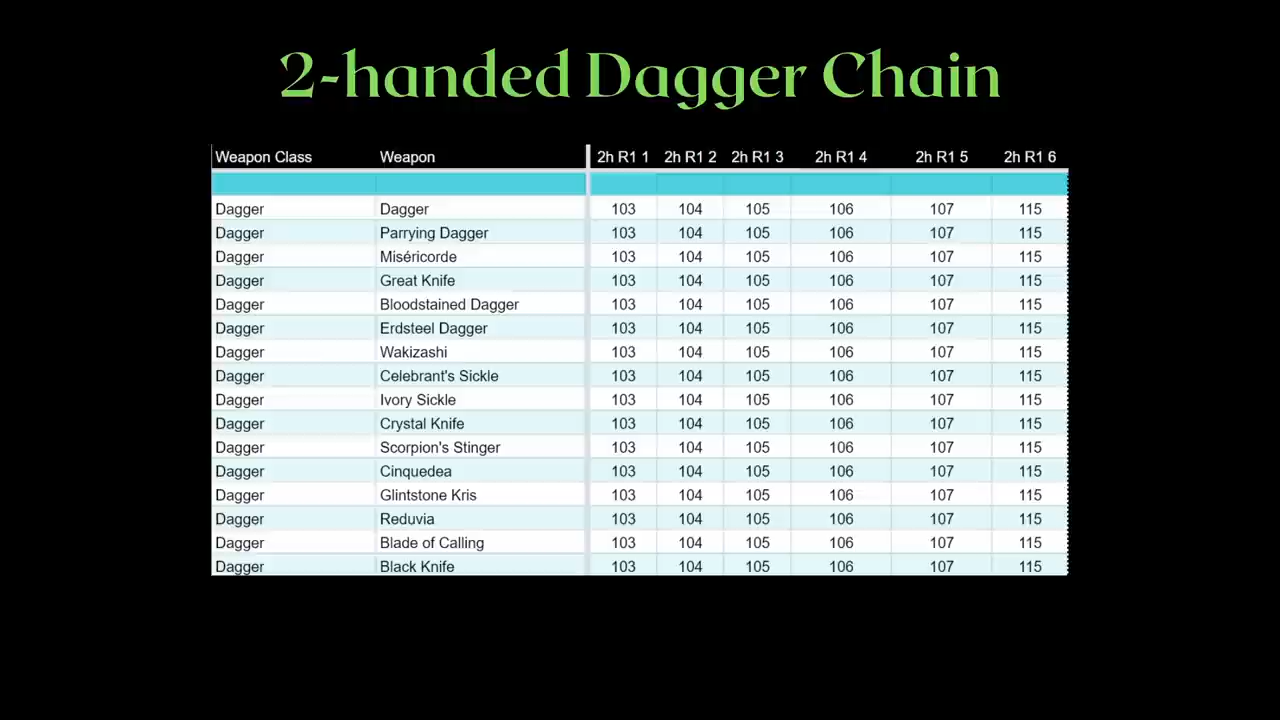 2-handed Dagger Chain
Weapon Class Weapon 2h R1 1 2h R1 2 2h R1 3 2h R1 4 2h R1 5 2h R1 6
Dagger Dagger 103 104 105 106 107 115
Dagger Parrying Dagger 103 104 105 106 107 115
Dagger Miséricorde 103 104 105 106 107 115
Dagger Great Knife 103 104 105 106 107 115
Dagger Bloodstained Dagger 103 104 105 106 107 115
Dagger Erdsteel Dagger 103 104 105 106 107 115
Dagger Wakizashi 103 104 105 106 107 115
Dagger Celebrant's Sickle 103 104 105 106 107 115
Dagger Ivory Sickle 103 104 105 106 107 115
Dagger Crystal Knife 103 104 105 106 107 115
Dagger Scorpion's Stinger 103 104 105 106 107 115
Dagger Cinquedea 103 104 105 106 107 115
Dagger Glintstone Kris 103 104 105 106 107 115
Dagger Reduvia 103 104 105 106 107 115
Dagger Blade of Calling 103 104 105 106 107 115
Dagger Black Knife 103 104 105 106 107 115